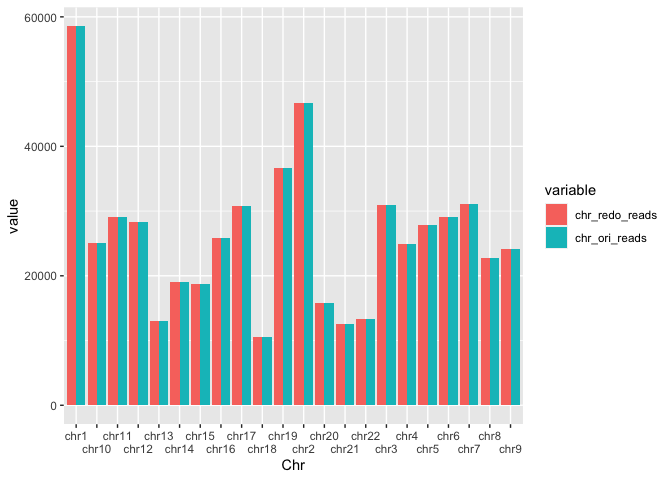 60000
40000
20000
0
value
chr1 chr11 chr13 chr15 chr17 chr19 chr20 chr22 chr4 chr6 chr8
chr10 chr12 chr14 chr16 chr18 chr2 chr21 chr3 chr5 chr7 chr9
Chr
variable
chr_redo_reads
chr_ori_reads